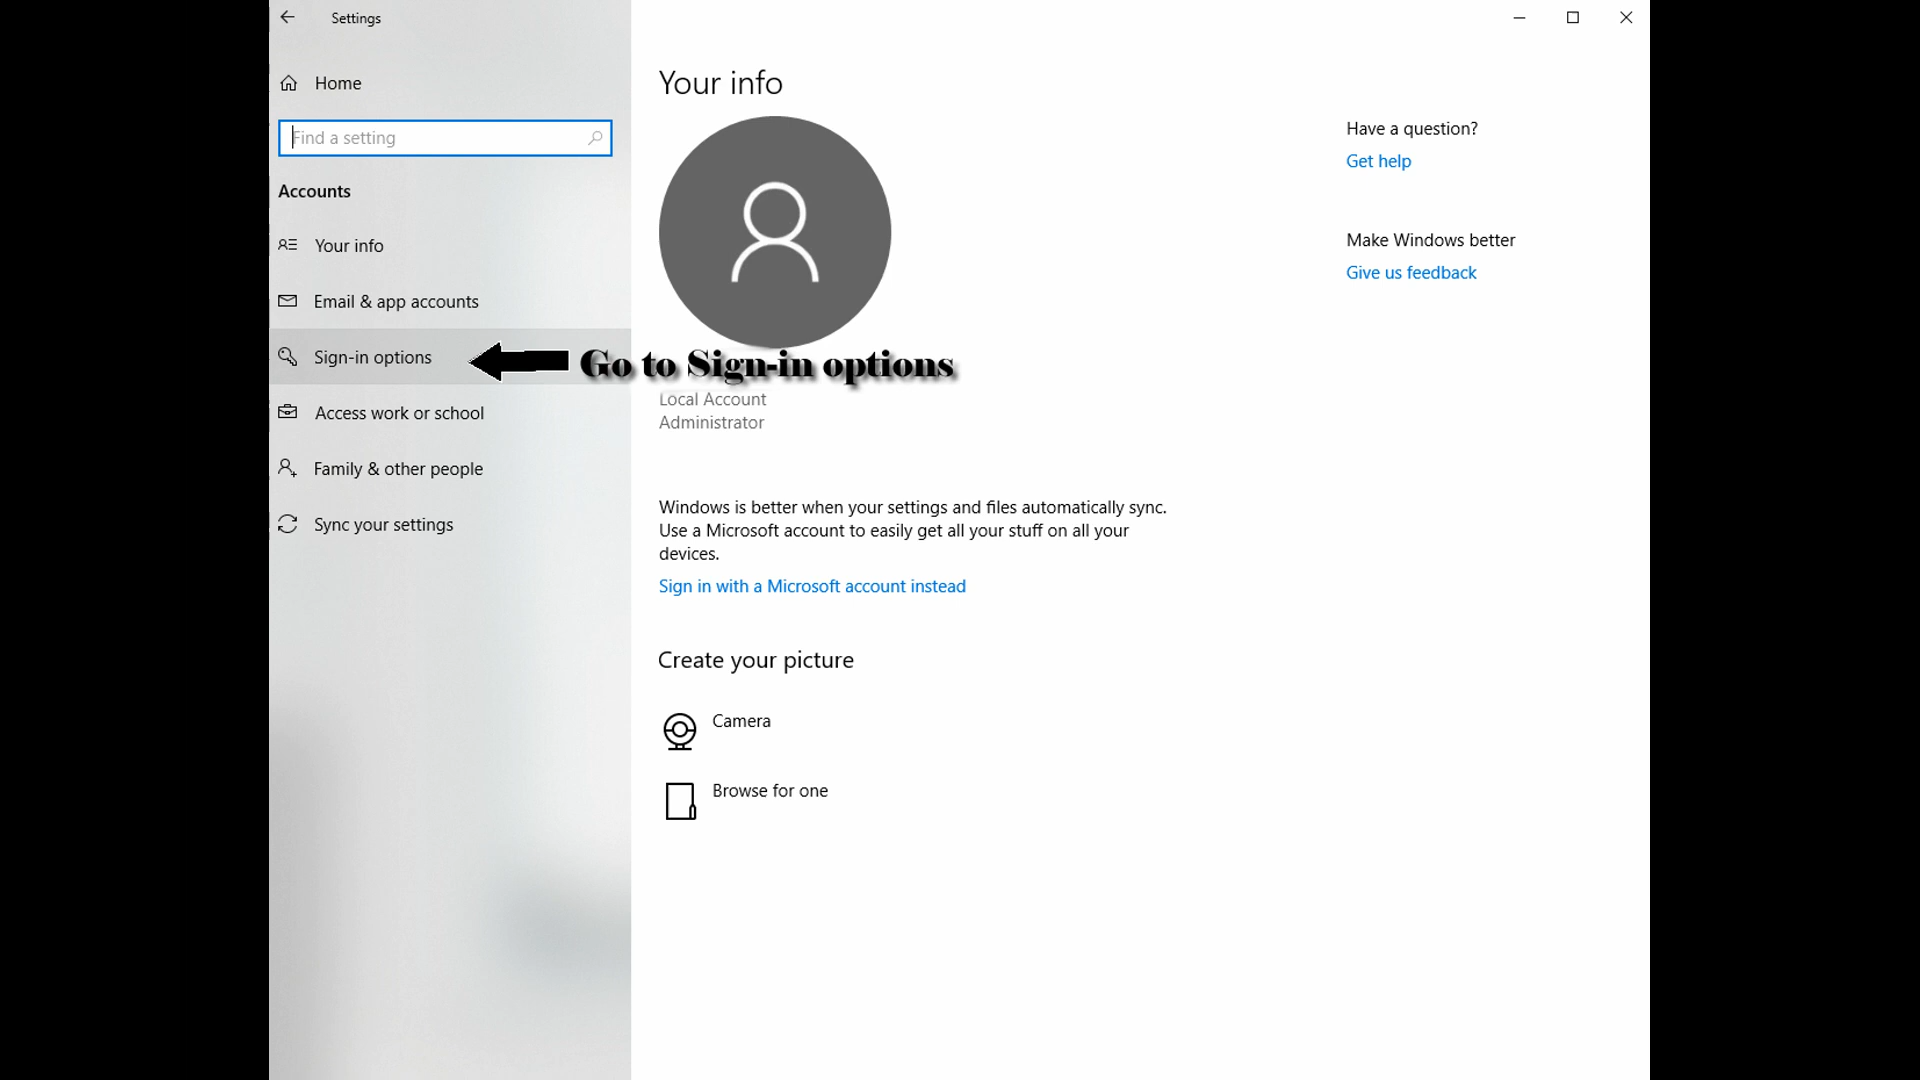 Settings
Home
Find a setting
Accounts
Your info
Email & app accounts
Sign-in options
Access work or school
Family & other people
Sync your settings
Your info
Go to Sign-in options
Local Account
Administrator
Windows is better when your settings and files automatically sync.
Use a Microsoft account to easily get all your stuff on all your
devices.
Sign in with a Microsoft account instead
Create your picture
Camera
Browse for one
Have a question?
Get help
Make Windows better
Give us feedback